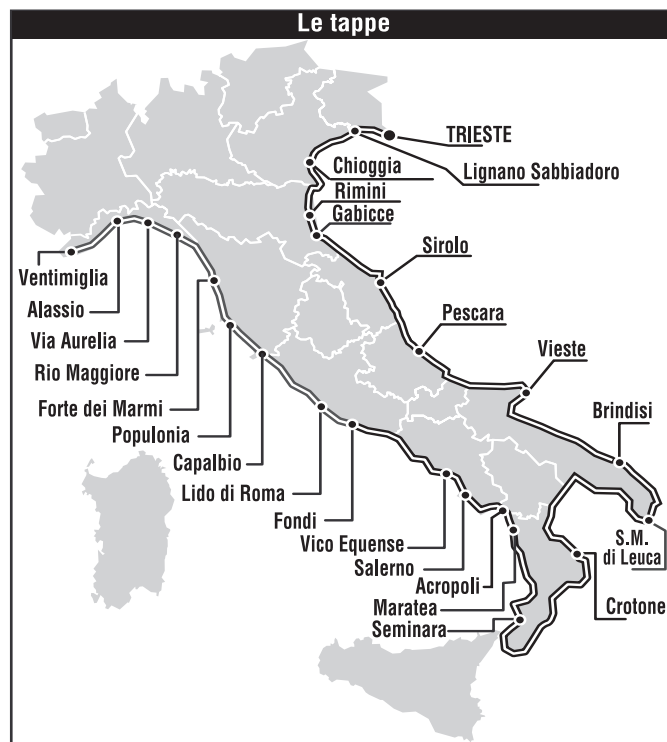 Le tappe
TRIESTE
Chioggia
Lignano Sabbiadoro
Rimini
Gabicce
Sirolo
Ventimiglia
Alassio
Pescara
Via Aurelia
Vieste
Rio Maggiore
Forte dei Marmi
Brindisi
Populonia
Capalbio
Lido di Roma
Fondi
Vico Equense
S.M.
di Leuca
Salerno
Acropoli
Maratea
Crotone
Seminara